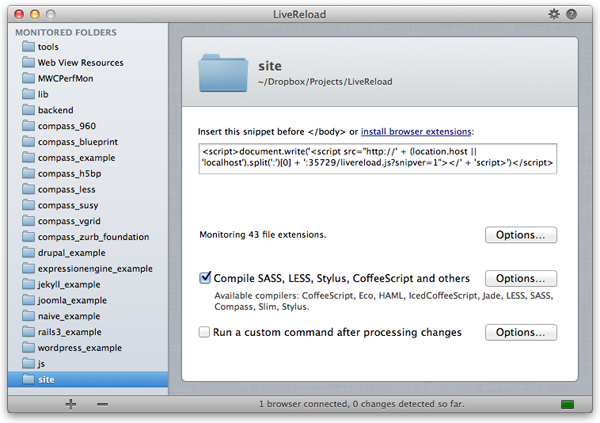 LiveReload
MONITORED FOLDERS
tools
Web View Resources
MWCPerfMon
lib
backend
compass_960
compass_blueprint
compass_example
compass_h5bp
compass_less
compass_susy
compass_vgrid
compass_zurb_foundation
drupal_example
expressionengine_example
jekyll_example
joomla_example
naive_example
rails3_example
wordpress_example
js
site
site
~/Dropbox/Projects/LiveReload
Insert this snippet before </body> or install browser extensions:
<script>document.write('<script src="http://' + (location.host ||
'localhost').split(':')[0] + ':35729/livereload.js?snipver=1"></' + 'script>')</script>
Monitoring 43 file extensions.
Options...
Compile SASS, LESS, Stylus, CoffeeScript and others
Options...
Available compilers: CoffeeScript, Eco, HAML, IcedCoffeeScript, Jade, LESS, SASS,
Compass, Slim, Stylus.
Run a custom command after processing changes
Options...
1 browser connected, 0 changes detected so far.